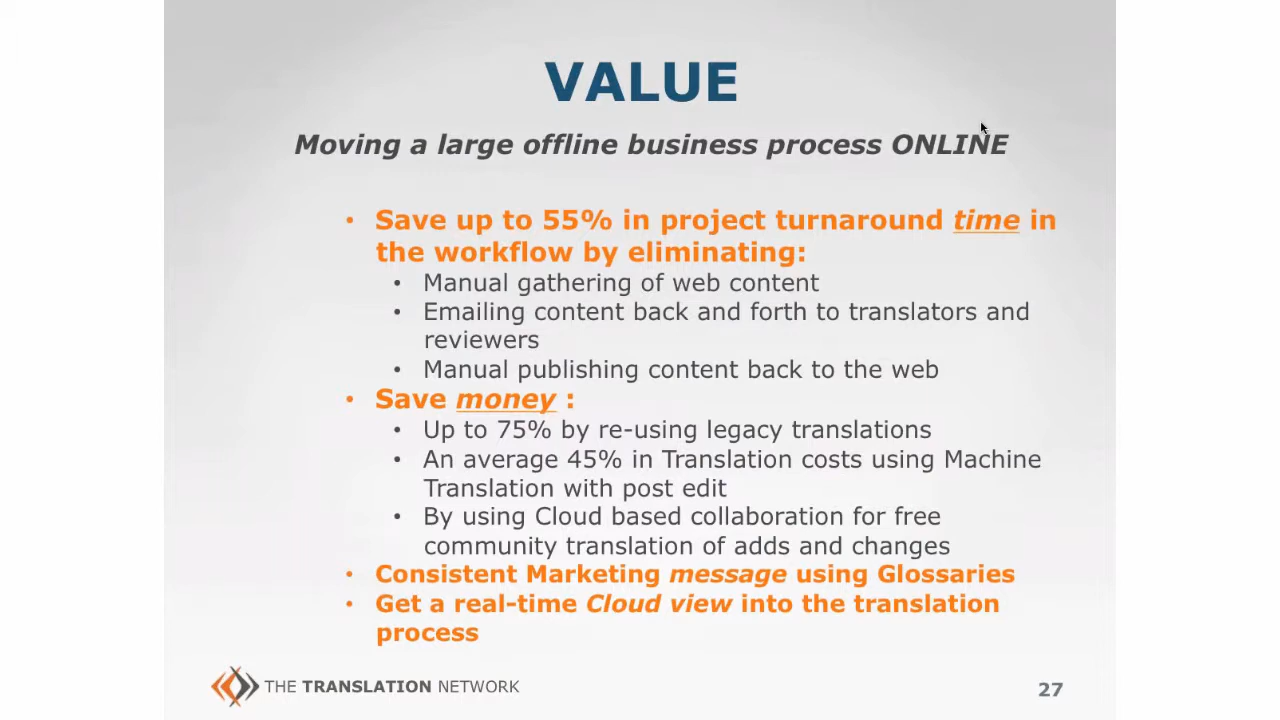 VALUE
Moving a large offline business process ONLINE
• Save up to 55% in project turnaround time in
the workflow by eliminating:
• Manual gathering of web content
• Emailing content back and forth to translators and
reviewers
• Manual publishing content back to the web
• Save money :
• Up to 75% by re-using legacy translations
• An average 45% in Translation costs using Machine
Translation with post edit
• By using Cloud based collaboration for free
community translation of adds and changes
• Consistent Marketing message using Glossaries
• Get a real-time Cloud view into the translation
process
THE TRANSLATION NETWORK
27